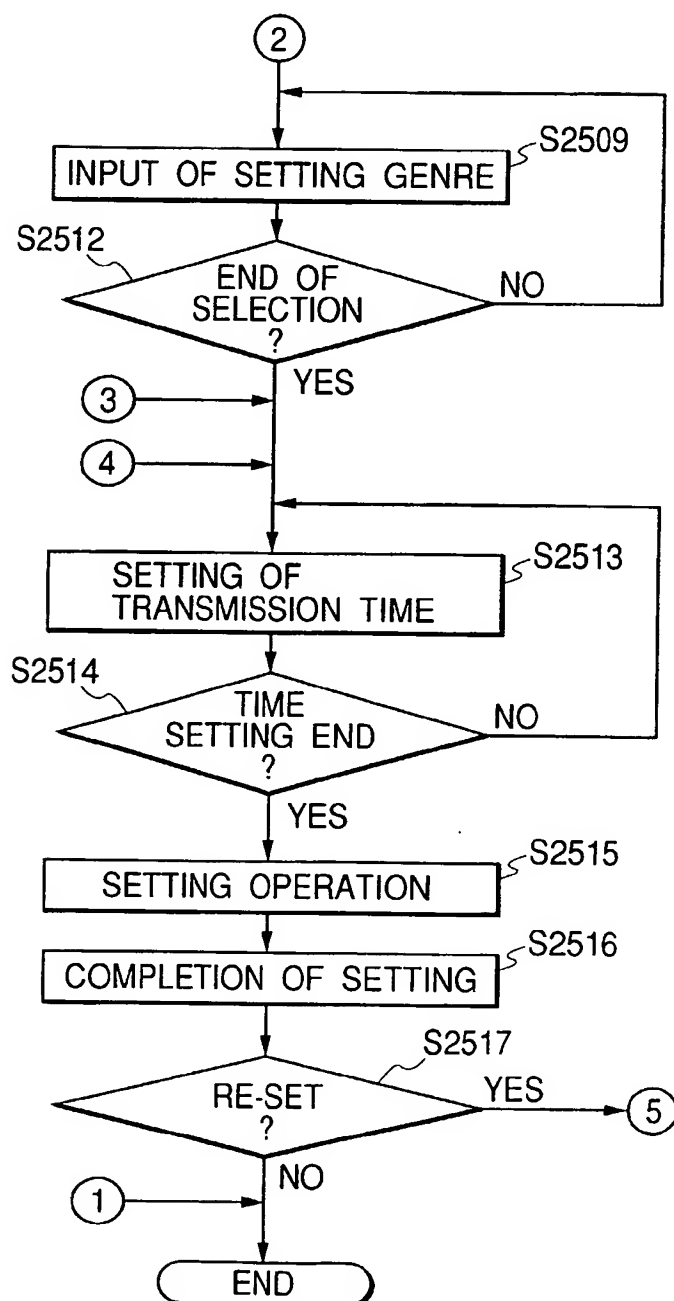 2
S2509
INPUT OF SETTING GENRE
S2512
END OF
SELECTION
?
NO
YES
3
4
S2513
SETTING OF
TRANSMISSION TIME
S2514
TIME
SETTING END
?
NO
YES
S2515
SETTING OPERATION
S2516
COMPLETION OF SETTING
S2517
RE-SET
?
YES
5
NO
1
END